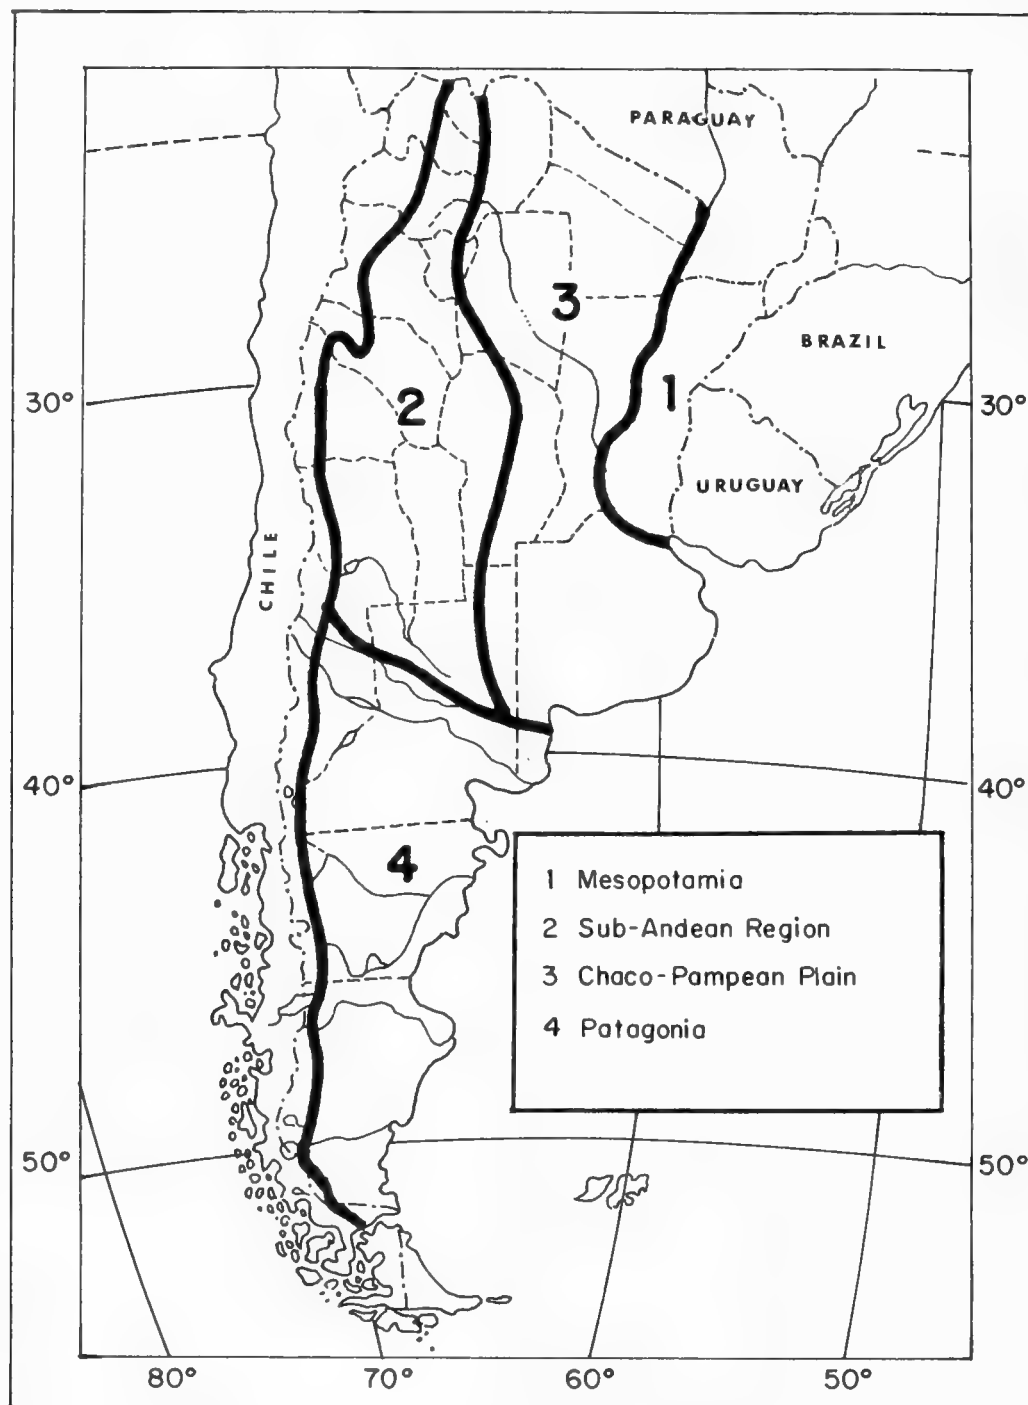 PARAGUAY
3
BRAZIL
30°
2
1
30°
URUGUAY
CHILE
40°
40°
4
1 Mesopotamia
2 Sub-Andean Region
3 Chaco-Pampean Plain
4 Patagonia
50°
50°
80°
70°
60°
50°